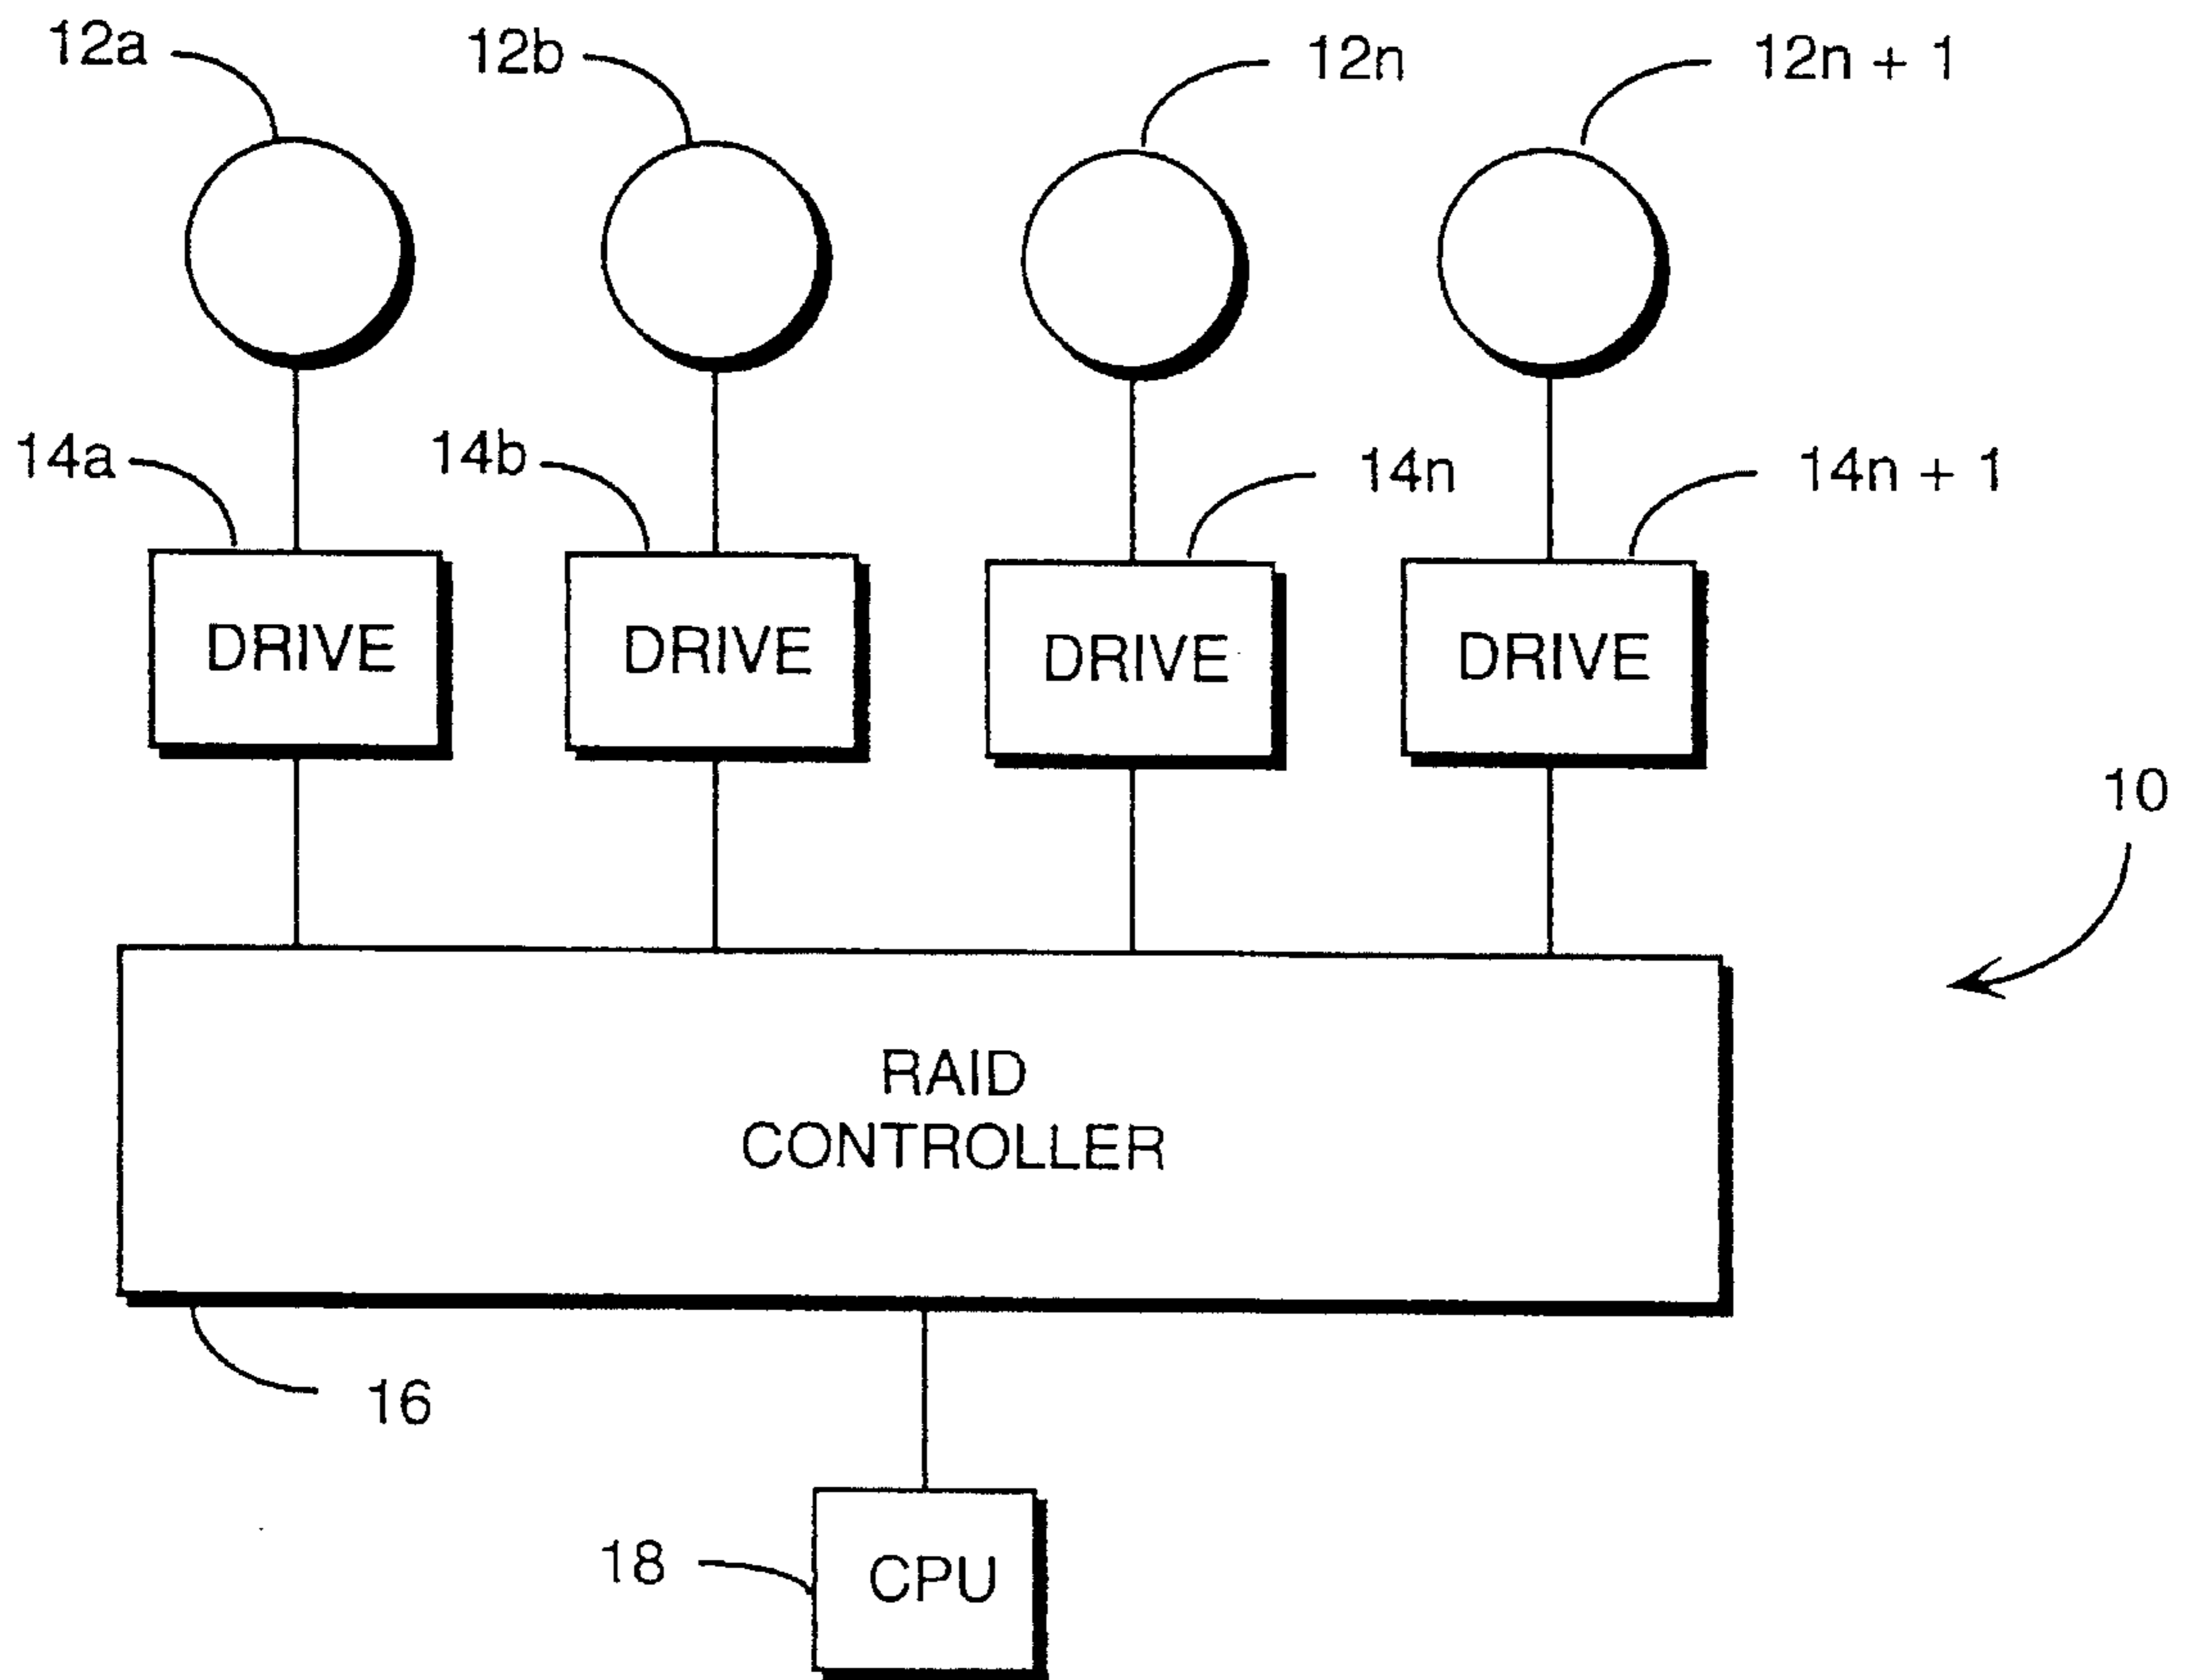 12a
12b
12n
12n + 1
14a
14b
14n
14n + 1
DRIVE
DRIVE
DRIVE
DRIVE
10
RAID
CONTROLLER
16
18
CPU